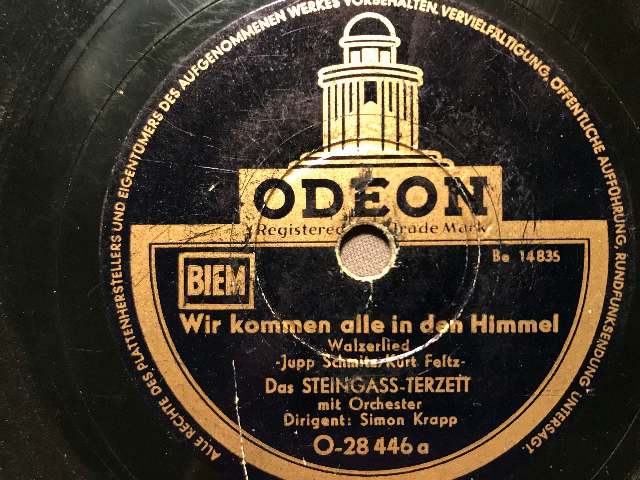 ALLE RECHTE DES PLATTENHERSTELLERS UND EIGENTÜMERS DES AUFGENOMMENEN WERKES VORBEHALTEN. VERVIELFÄLTIGUNG, ÖFFENTLICHE AUFFÜHRUNG, RUNDFUNKSENDUNG UNTERSAGT.
ODEON
Registered Trade Mark
Be 14835
BIEM
Wir kommen alle in den Himmel
Walzerlied
-Jupp Schmitz/Kurt Feltz-
Das STEINGASS-TERZETT
mit Orchester
Dirigent: Simon Krapp
O-28446a